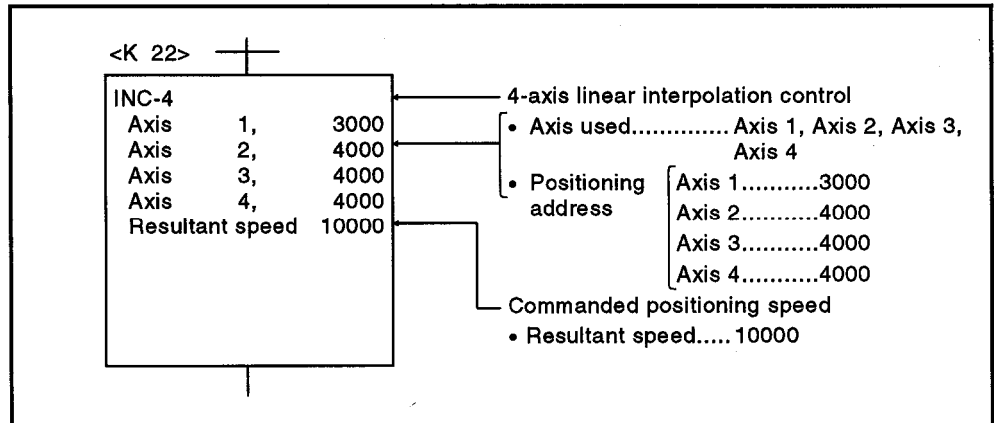 <K 22>
INC-4
Axis 1, 3000
Axis 2, 4000
Axis 3, 4000
Axis 4, 4000
Resultant speed 10000
4-axis linear interpolation control
• Axis used.............. Axis 1, Axis 2, Axis 3,
Axis 4
• Positioning address
Axis 1...........3000
Axis 2...........4000
Axis 3...........4000
Axis 4...........4000
Commanded positioning speed
• Resultant speed..... 10000